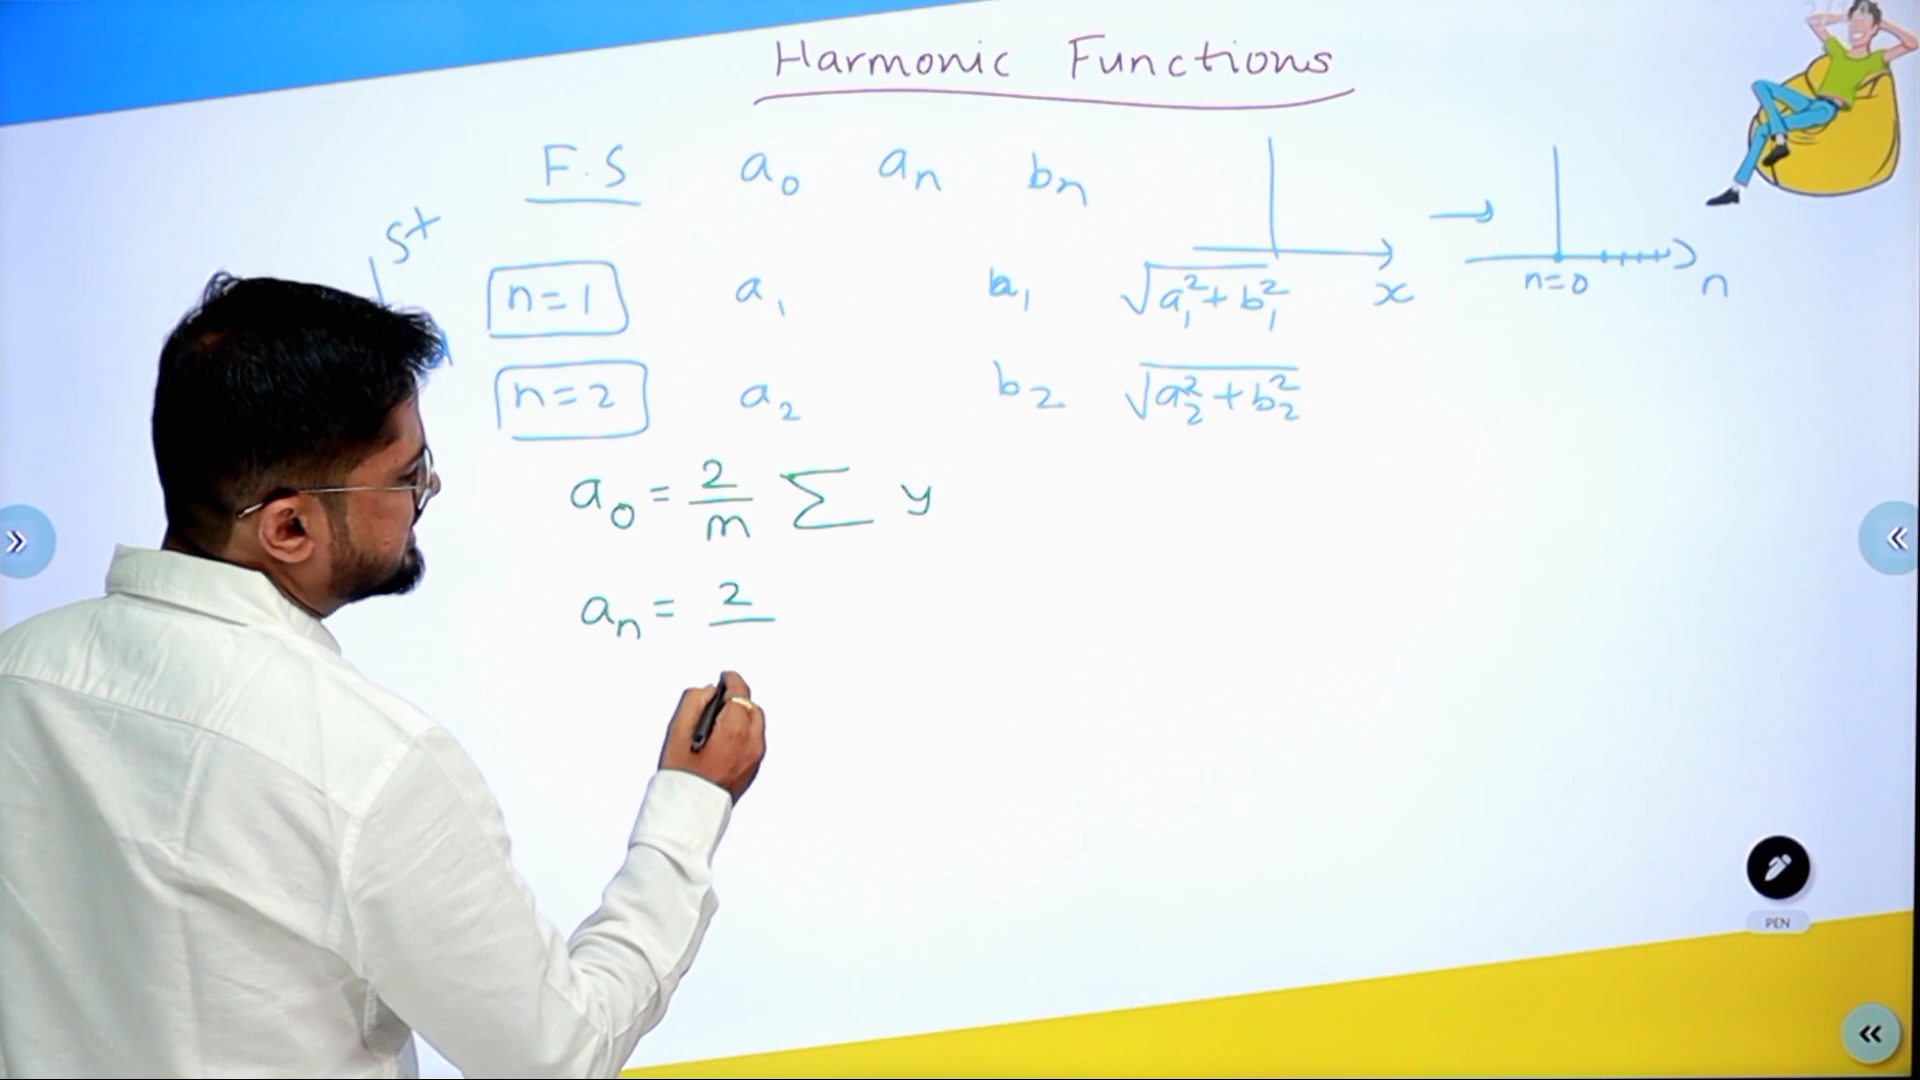 Harmonic Functions
F.S a₀ aₙ bₙ
st
n=1 a₁ b₁ √a₁²+b₁² x n=0 n
n=2 a₂ b₂ √a₂²+b₂²
a₀ = 2/m Σ y
aₙ = 2
PEN